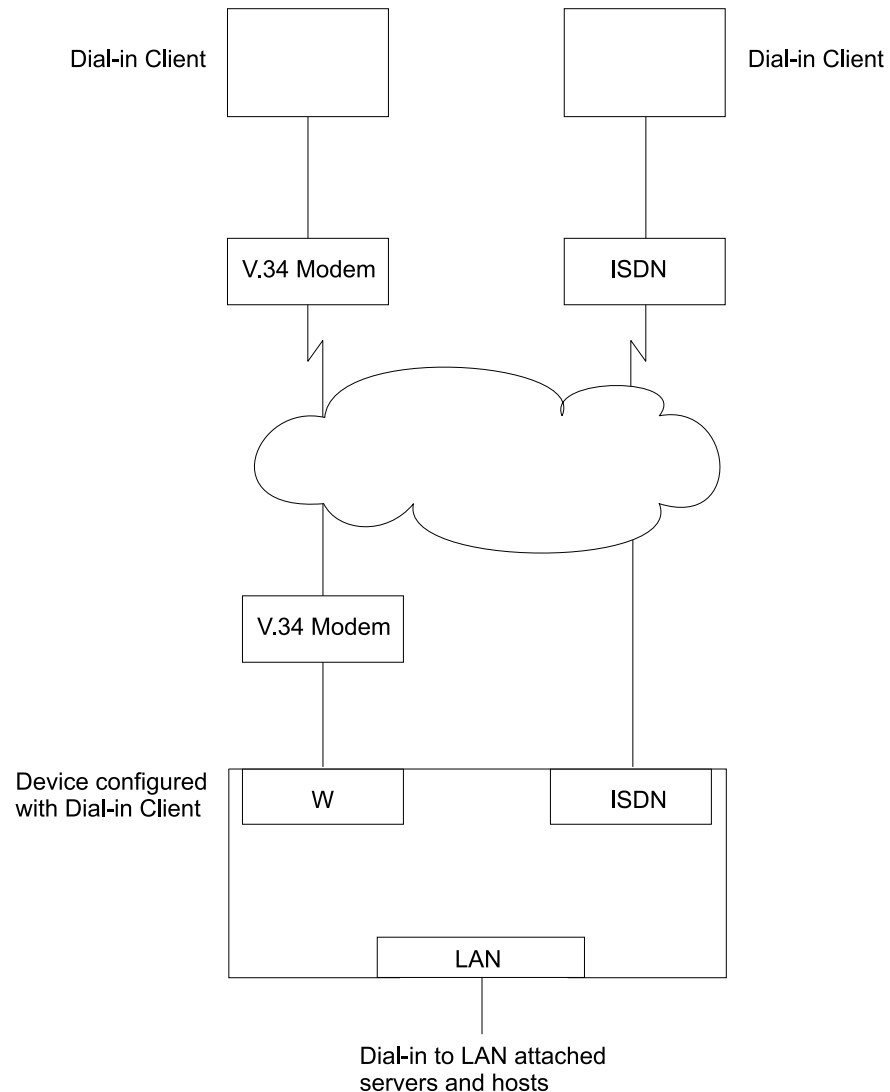 Dial-in Client
Dial-in Client
V.34 Modem
ISDN
V.34 Modem
Device configured
with Dial-in Client
W
ISDN
LAN
Dial-in to LAN attached
servers and hosts